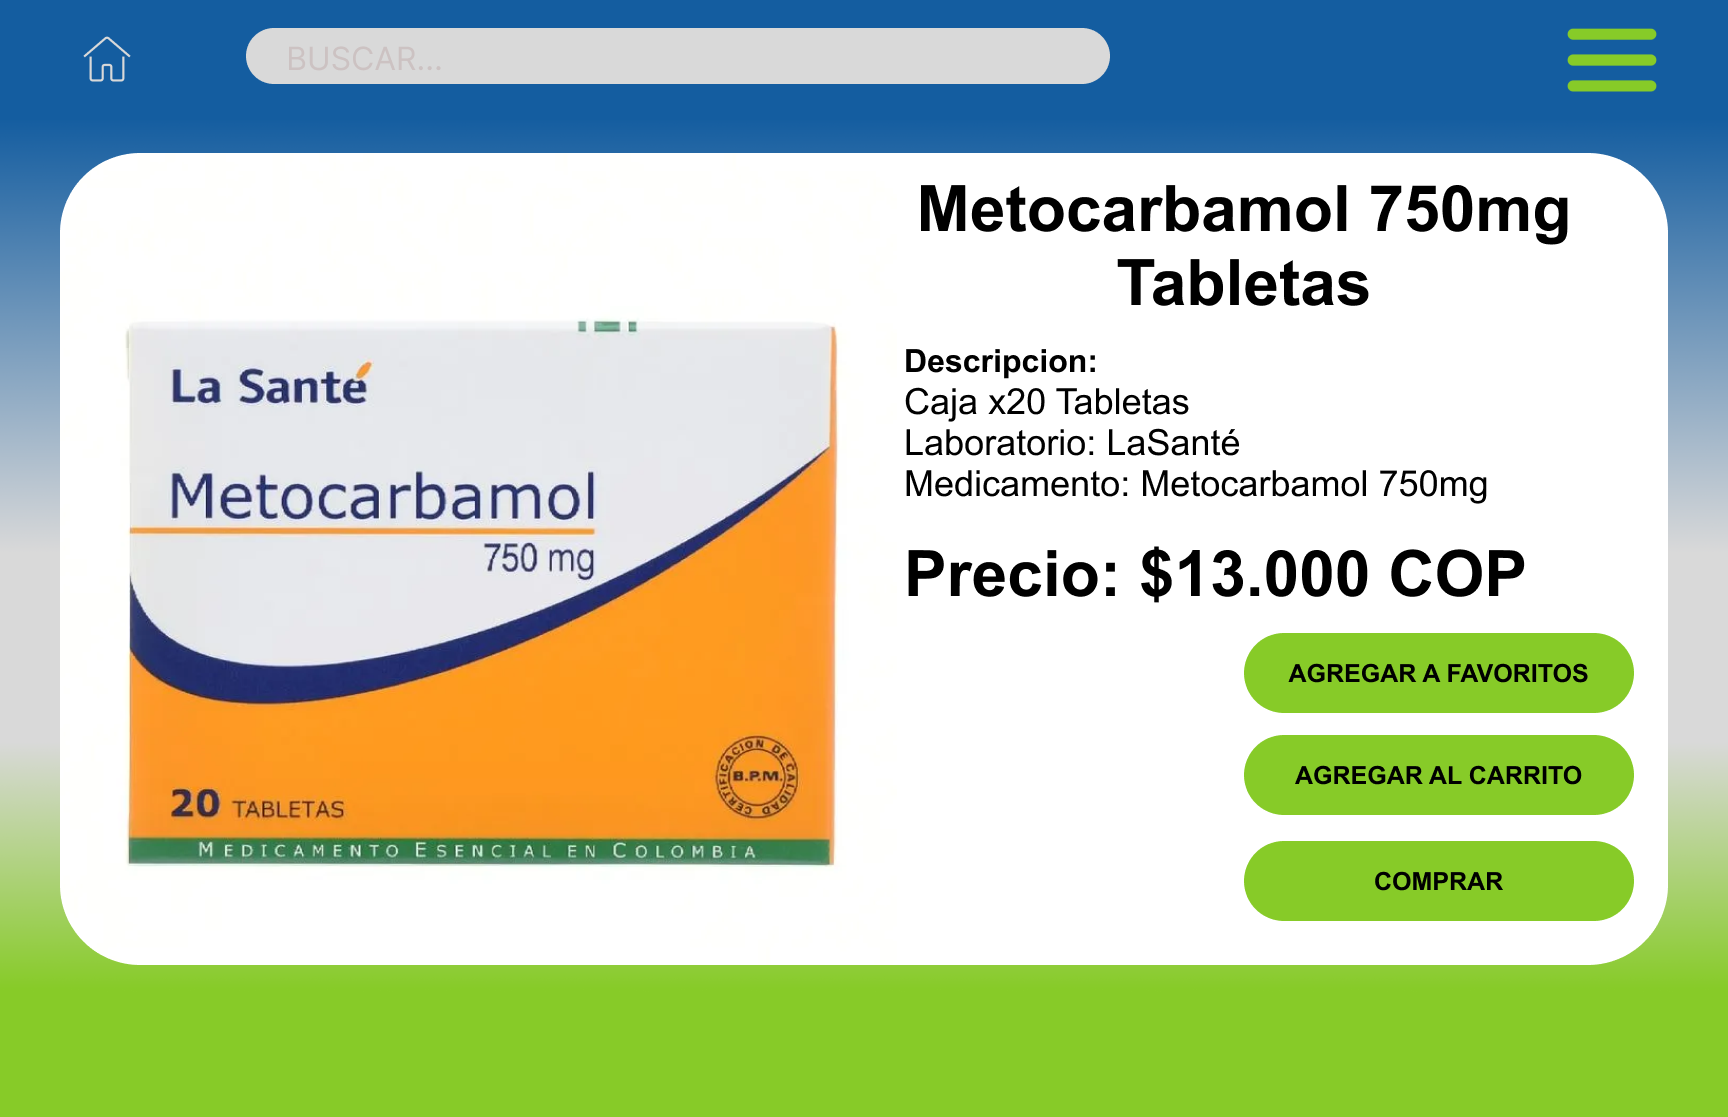 BUSCAR...
Metocarbamol 750mg
Tabletas
Descripcion:
Caja x20 Tabletas
Laboratorio: LaSanté
Medicamento: Metocarbamol 750mg
Precio: $13.000 COP
AGREGAR A FAVORITOS
AGREGAR AL CARRITO
COMPRAR
La Santé
Metocarbamol
750 mg
20 TABLETAS
CERTIFICACION DE CALIDAD
B.P.M.
MEDICAMENTO ESENCIAL EN COLOMBIA